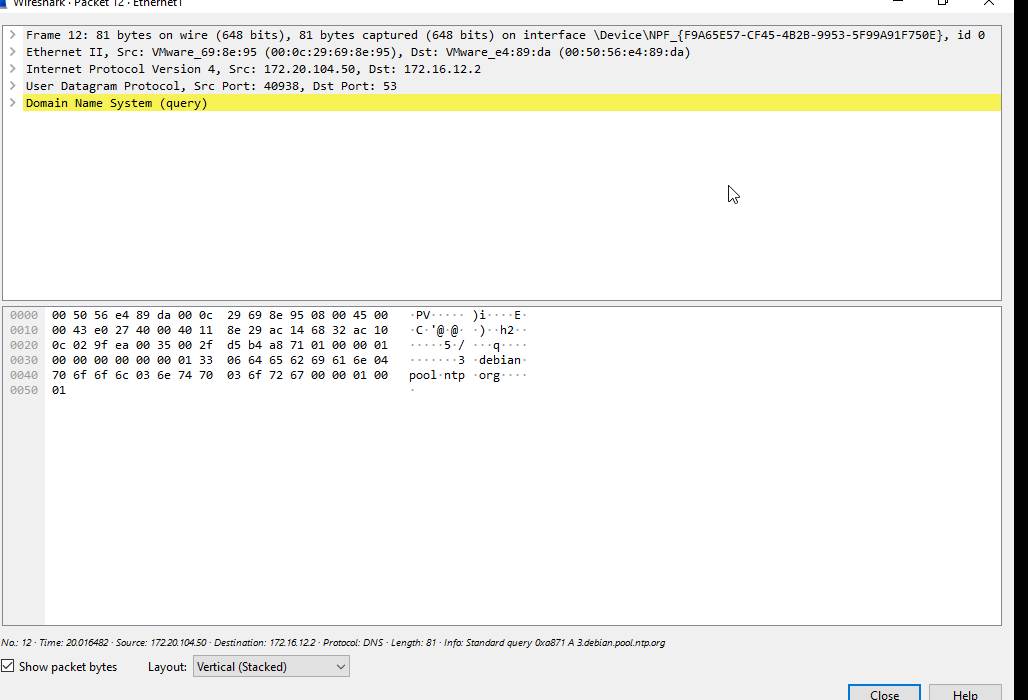 Wireshark · Packet 12 · Ethernet1
Frame 12: 81 bytes on wire (648 bits), 81 bytes captured (648 bits) on interface \Device\NPF_{F9A65E57-CF45-4B2B-9953-5F99A91F750E}, id 0
Ethernet II, Src: VMware_69:8e:95 (00:0c:29:69:8e:95), Dst: VMware_e4:89:da (00:50:56:e4:89:da)
Internet Protocol Version 4, Src: 172.20.104.50, Dst: 172.16.12.2
User Datagram Protocol, Src Port: 40938, Dst Port: 53
Domain Name System (query)
0000 00 50 56 e4 89 da 00 0c 29 69 8e 95 08 00 45 00 ·PV····· )i····E·
0010 00 43 e0 27 40 00 40 11 8e 29 ac 14 68 32 ac 10 ·C·'@·@· ·)··h2··
0020 0c 02 9f ea 00 35 00 2f d5 b4 a8 71 01 00 00 01 ·····5·/ ···q····
0030 00 00 00 00 00 00 01 33 06 64 65 62 69 61 6e 04 ·······3 ·debian·
0040 70 6f 6f 6c 03 6e 74 70 03 6f 72 67 00 00 01 00 pool·ntp ·org····
0050 01 ·
No.: 12 · Time: 20.016482 · Source: 172.20.104.50 · Destination: 172.16.12.2 · Protocol: DNS · Length: 81 · Info: Standard query 0xa871 A 3.debian.pool.ntp.org
Show packet bytes Layout: Vertical (Stacked)
Close Help